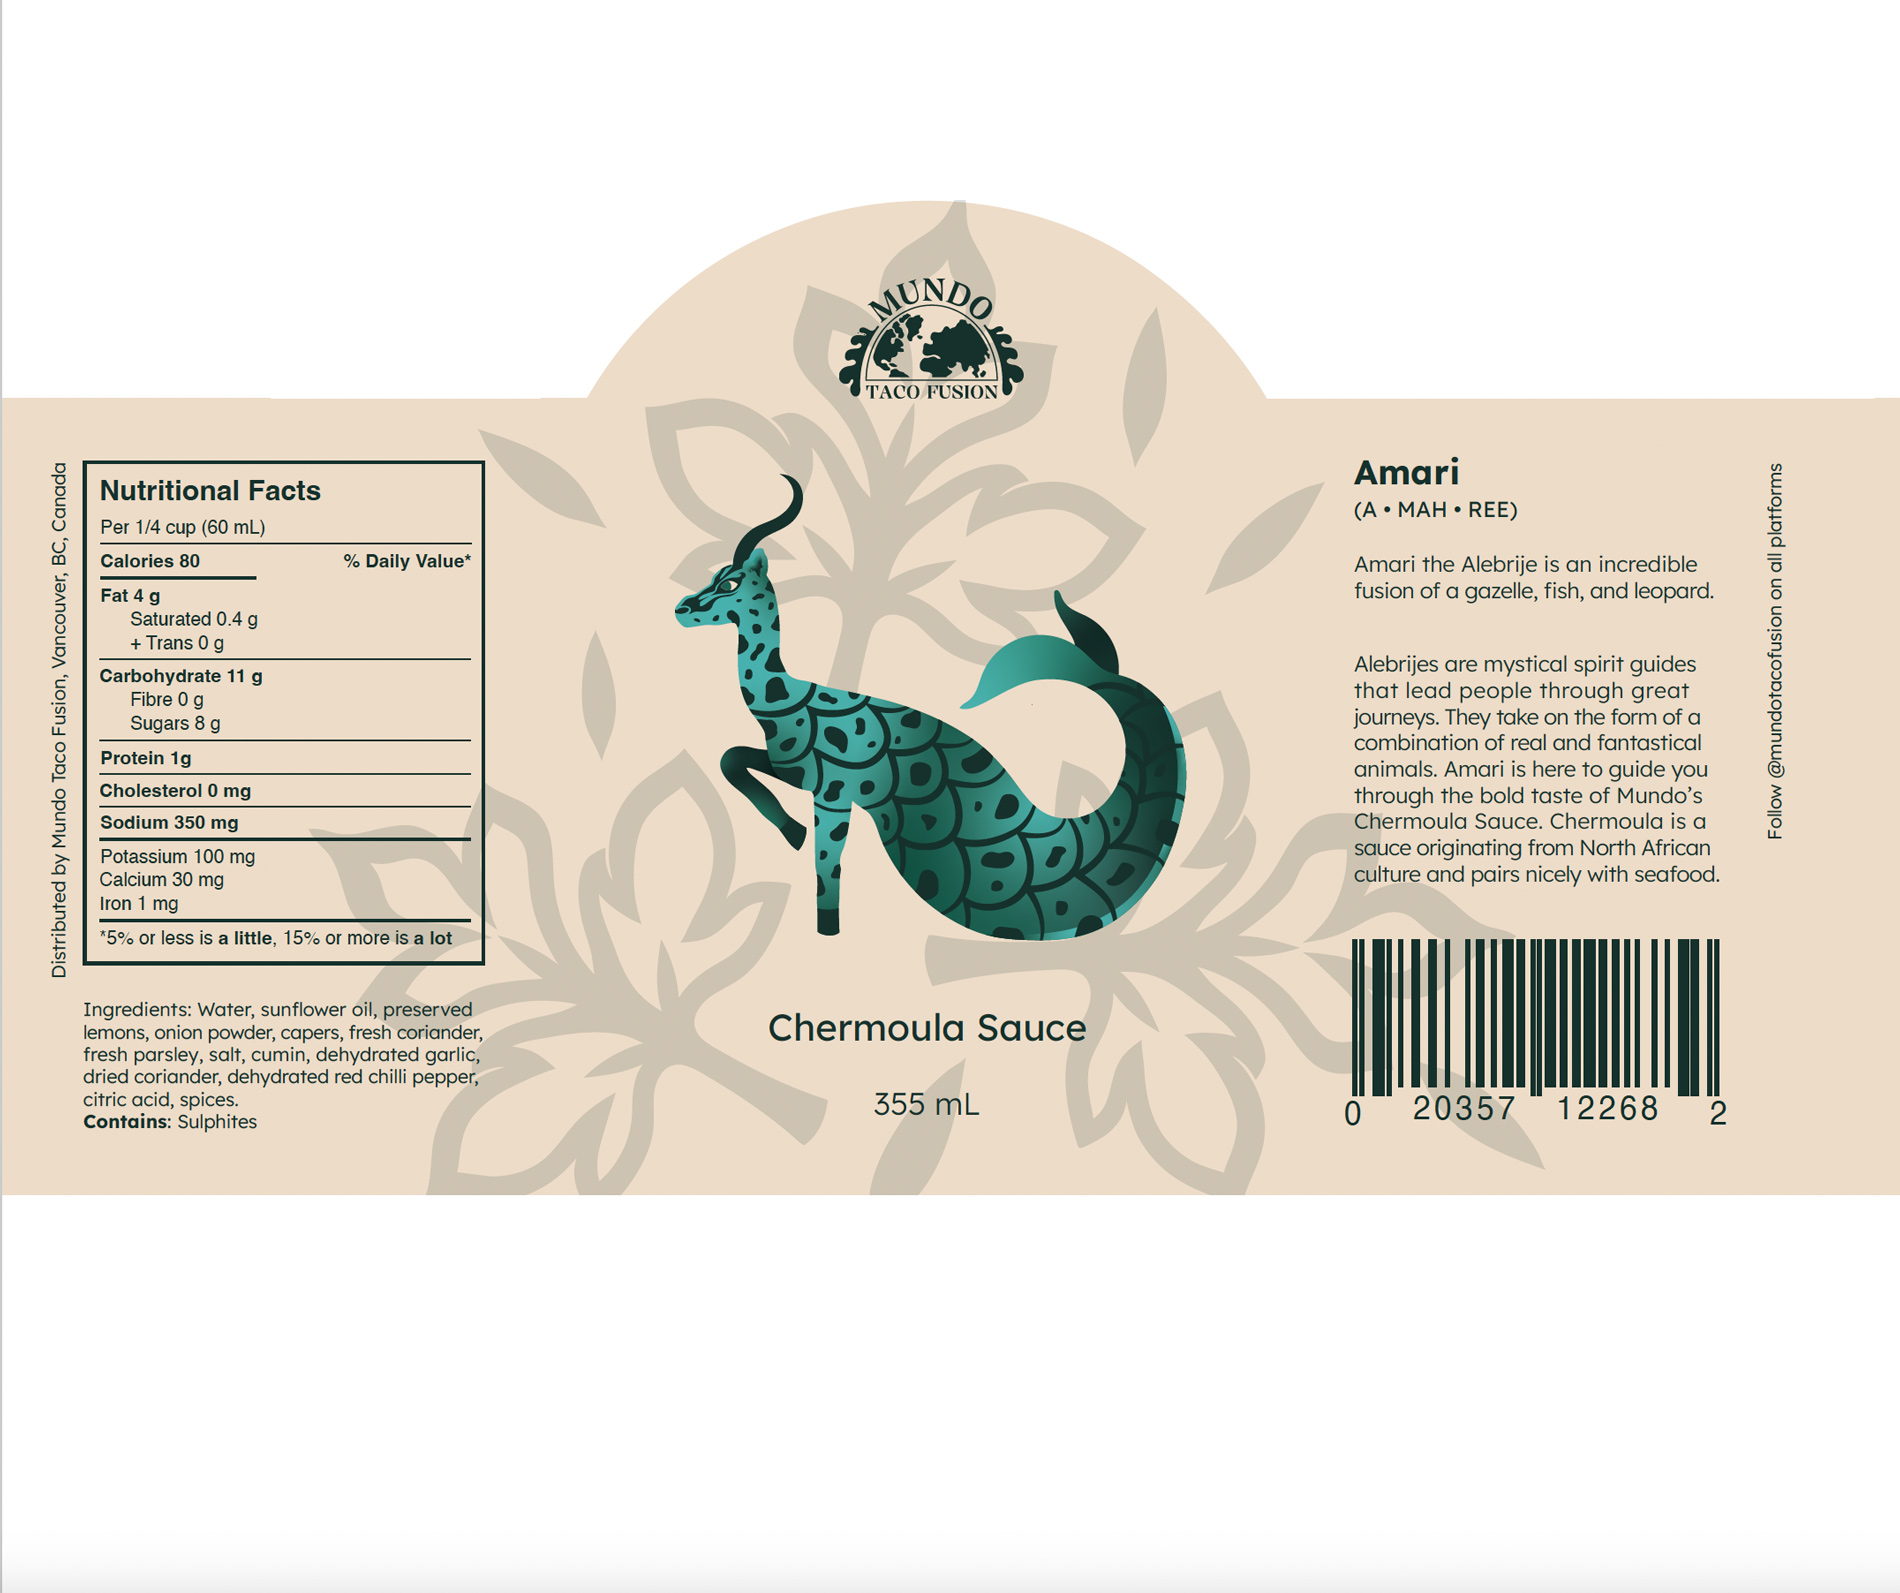 MUNDO
TACO FUSION
Distributed by Mundo Taco Fusion, Vancouver, BC, Canada
Nutritional Facts
Per 1/4 cup (60 mL)
Calories 80 % Daily Value*
Fat 4 g
Saturated 0.4 g
+ Trans 0 g
Carbohydrate 11 g
Fibre 0 g
Sugars 8 g
Protein 1g
Cholesterol 0 mg
Sodium 350 mg
Potassium 100 mg
Calcium 30 mg
Iron 1 mg
*5% or less is a little, 15% or more is a lot
Ingredients: Water, sunflower oil, preserved
lemons, onion powder, capers, fresh coriander,
fresh parsley, salt, cumin, dehydrated garlic,
dried coriander, dehydrated red chilli pepper,
citric acid, spices.
Contains: Sulphites
Chermoula Sauce
355 mL
Amari
(A • MAH • REE)
Amari the Alebrije is an incredible
fusion of a gazelle, fish, and leopard.
Alebrijes are mystical spirit guides
that lead people through great
journeys. They take on the form of a
combination of real and fantastical
animals. Amari is here to guide you
through the bold taste of Mundo’s
Chermoula Sauce. Chermoula is a
sauce originating from North African
culture and pairs nicely with seafood.
0 20357 12268 2
Follow @mundotacofusion on all platforms